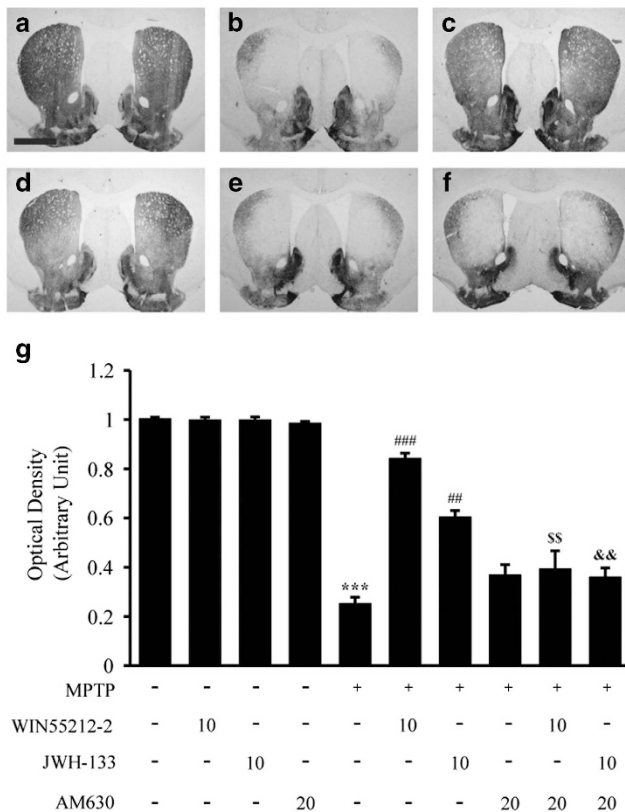 a b c
d e f
g
1.2
1
0.8
0.6
0.4
0.2
0
Optical Density
(Arbitrary Unit)
***
###
##
$$
&&
MPTP - - - - + + + + + +
WIN55212-2 - 10 - - - 10 - - 10 -
JWH-133 - - 10 - - - 10 - - 10
AM630 - - - 20 - - - 20 20 20